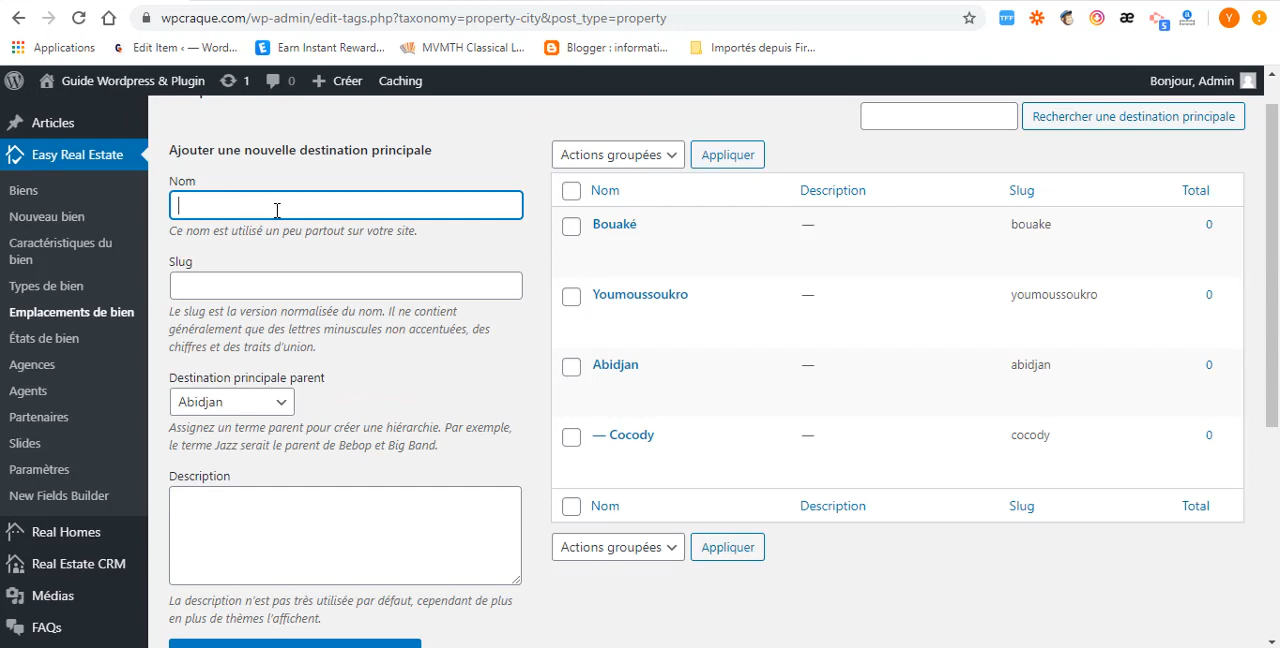 wpcraque.com/wp-admin/edit-tags.php?taxonomy=property-city&post_type=property
TFF
æ
5
Y
Applications
G Edit Item ‹ — Word...
E Earn Instant Reward...
MVMTH Classical L...
Blogger : informati...
Importés depuis Fir...
Guide Wordpress & Plugin
1
0
Créer
Caching
Bonjour, Admin
Articles
Easy Real Estate
Biens
Nouveau bien
Caractéristiques du
bien
Types de bien
Emplacements de bien
États de bien
Agences
Agents
Partenaires
Slides
Paramètres
New Fields Builder
Real Homes
Real Estate CRM
Médias
FAQs
Ajouter une nouvelle destination principale
Nom
Ce nom est utilisé un peu partout sur votre site.
Slug
Le slug est la version normalisée du nom. Il ne contient
généralement que des lettres minuscules non accentuées, des
chiffres et des traits d'union.
Destination principale parent
Abidjan
Assignez un terme parent pour créer une hiérarchie. Par exemple,
le terme Jazz serait le parent de Bebop et Big Band.
Description
La description n'est pas très utilisée par défaut, cependant de plus
en plus de thèmes l'affichent.
Rechercher une destination principale
Actions groupées
Appliquer
Nom Description Slug Total
Bouaké — bouake 0
Youmoussoukro — youmoussoukro 0
Abidjan — abidjan 0
— Cocody — cocody 0
Nom Description Slug Total
Actions groupées
Appliquer